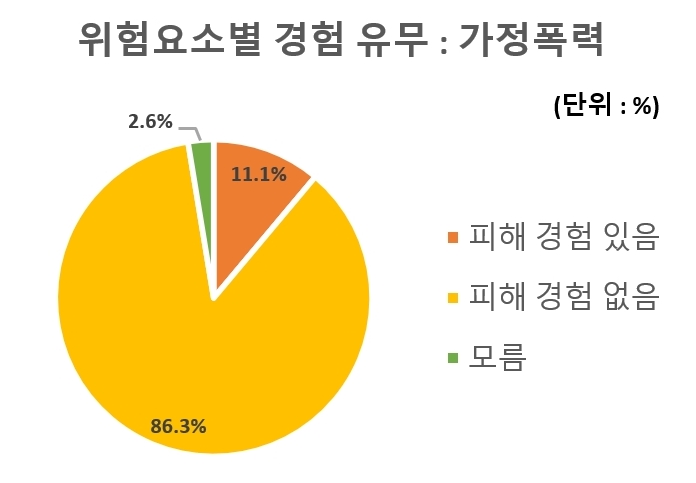 위험요소별 경험 유무 : 가정폭력
(단위 : %)
2.6%
11.1%
피해 경험 있음
피해 경험 없음
모름
86.3%